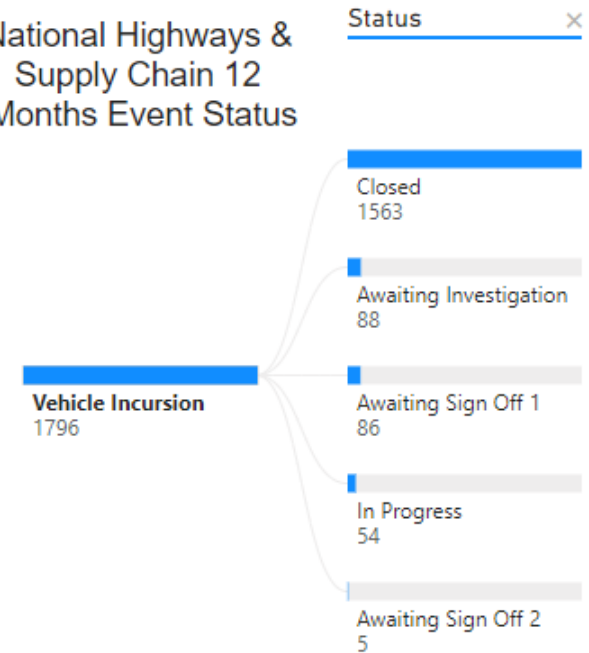 National Highways &
Supply Chain 12
Months Event Status
Status
Closed
1563
Awaiting Investigation
88
Vehicle Incursion
1796
Awaiting Sign Off 1
86
In Progress
54
Awaiting Sign Off 2
5